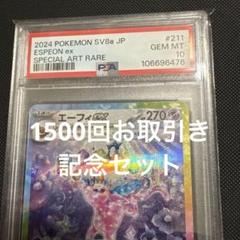 2024 POKEMON SV8a JP
#211
ESPEON ex
GEM MT
SPECIAL ART RARE
10
PSA
106696476
エーフィex
270
1500回お取引き
記念セット